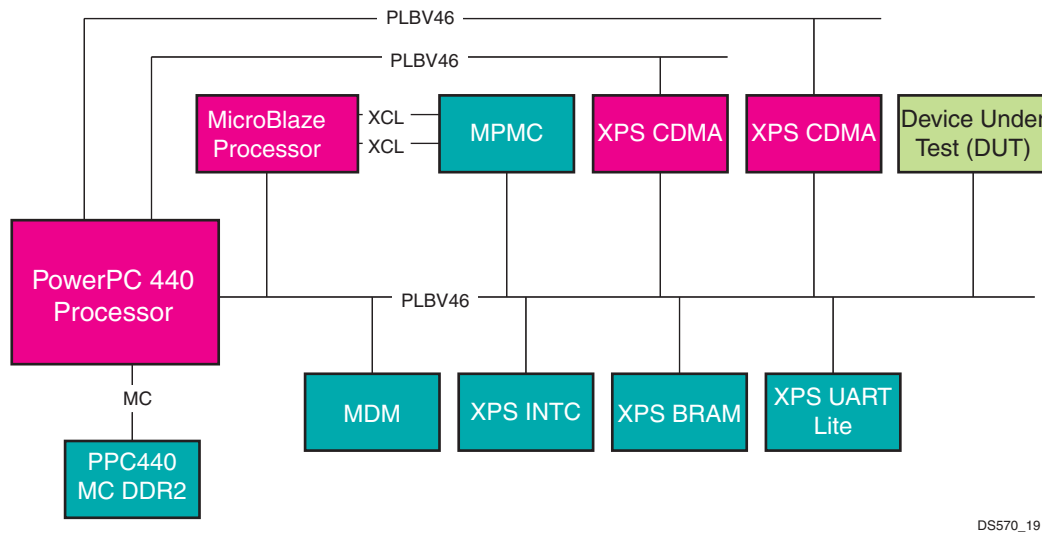 PLBV46
PLBV46
MicroBlaze
Processor
XCL
XCL
MPMC
XPS CDMA
XPS CDMA
Device Under
Test (DUT)
PowerPC 440
Processor
PLBV46
MC
MDM
XPS INTC
XPS BRAM
XPS UART
Lite
PPC440
MC DDR2
DS570_19